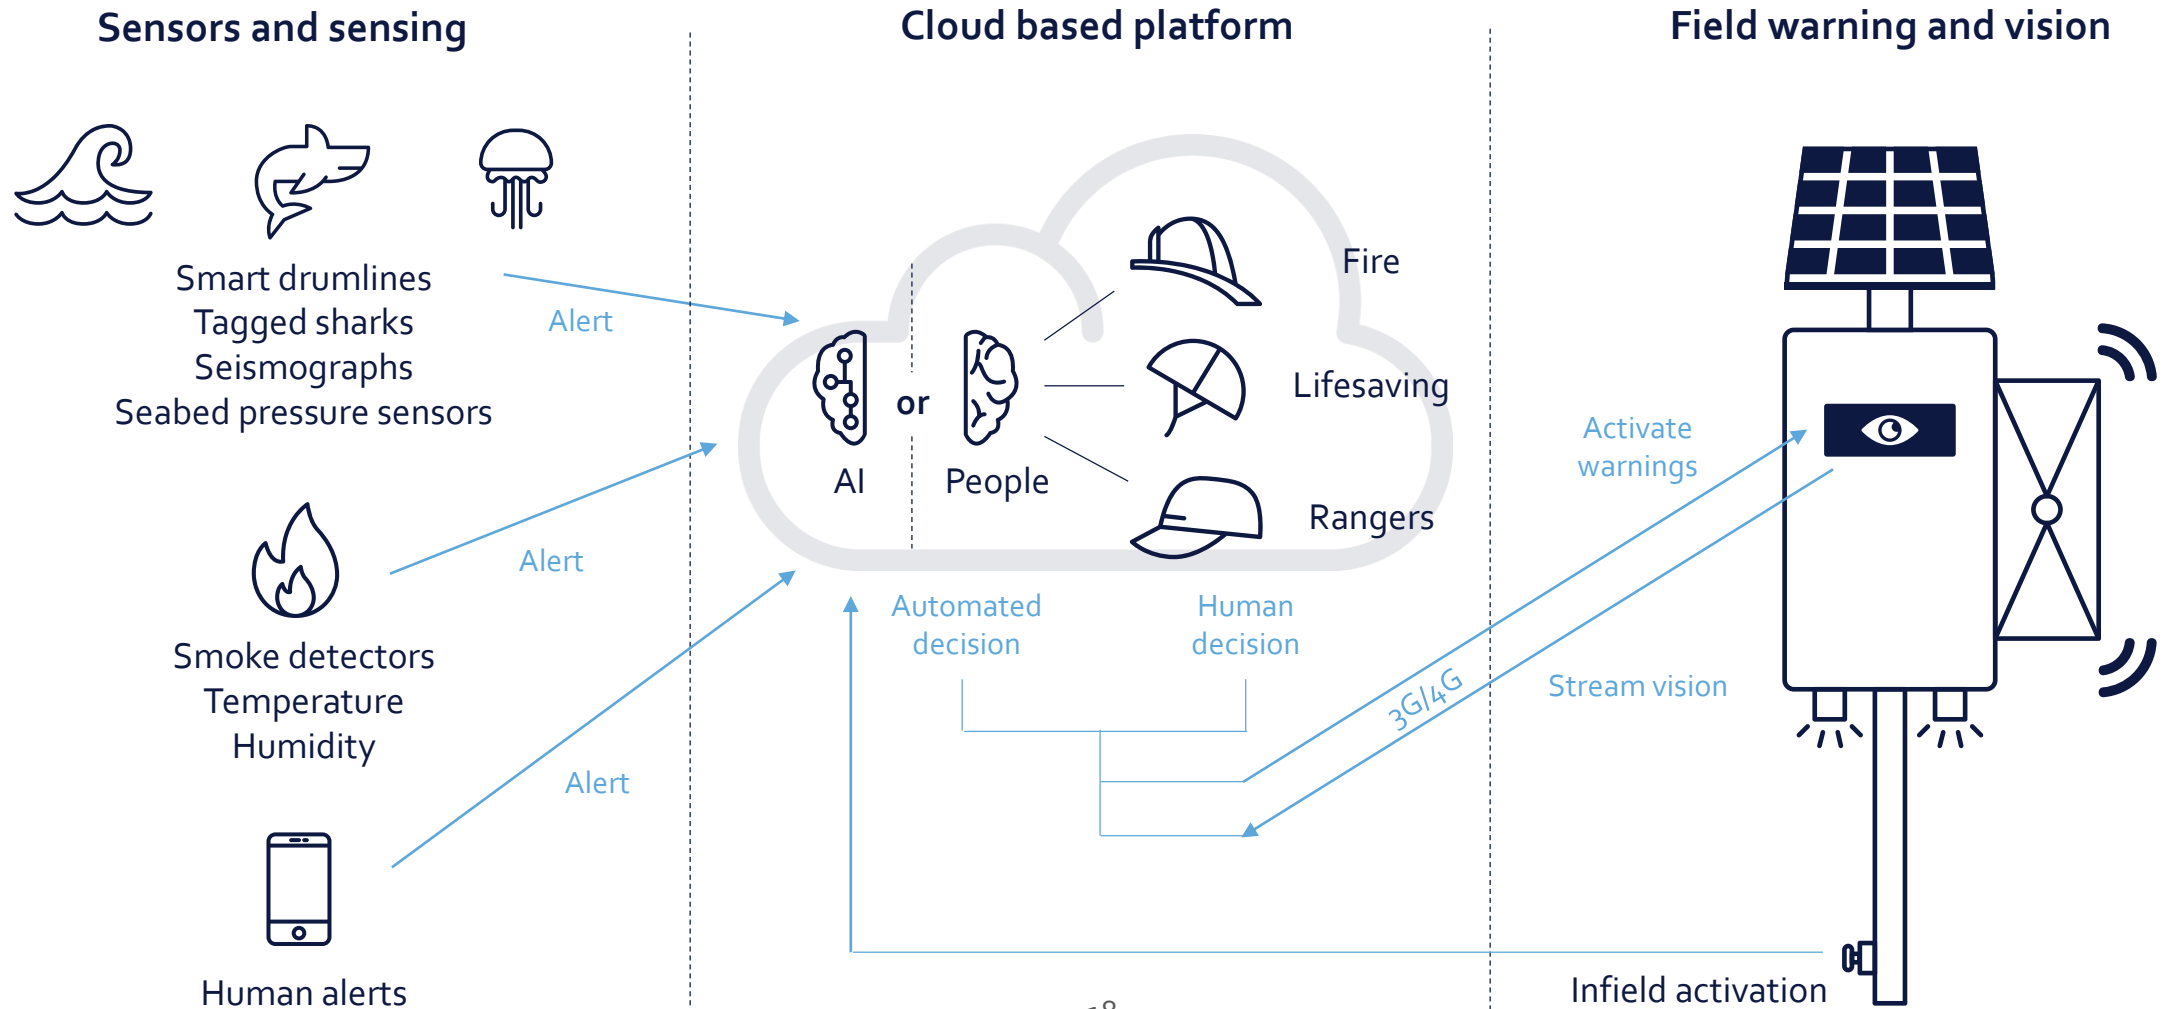 Sensors and sensing
Cloud based platform
Field warning and vision
Smart drumlines
Tagged sharks
Seismographs
Seabed pressure sensors
Alert
Smoke detectors
Temperature
Humidity
Alert
Human alerts
Alert
AI
or
People
Fire
Lifesaving
Rangers
Automated
decision
Human
decision
3G/4G
Activate
warnings
Stream vision
Infield activation